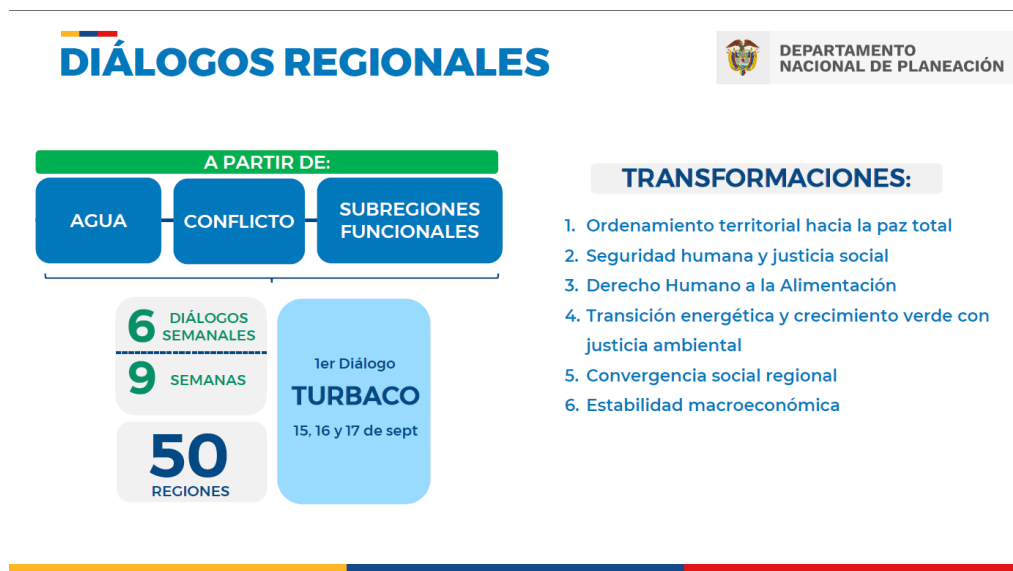 DIÁLOGOS REGIONALES
DEPARTAMENTO
NACIONAL DE PLANEACIÓN
A PARTIR DE:
AGUA
CONFLICTO
SUBREGIONES
FUNCIONALES
6 DIÁLOGOS
SEMANALES
9 SEMANAS
50
REGIONES
1er Diálogo
TURBACO
15, 16 y 17 de sept
TRANSFORMACIONES:
1. Ordenamiento territorial hacia la paz total
2. Seguridad humana y justicia social
3. Derecho Humano a la Alimentación
4. Transición energética y crecimiento verde con
justicia ambiental
5. Convergencia social regional
6. Estabilidad macroeconómica